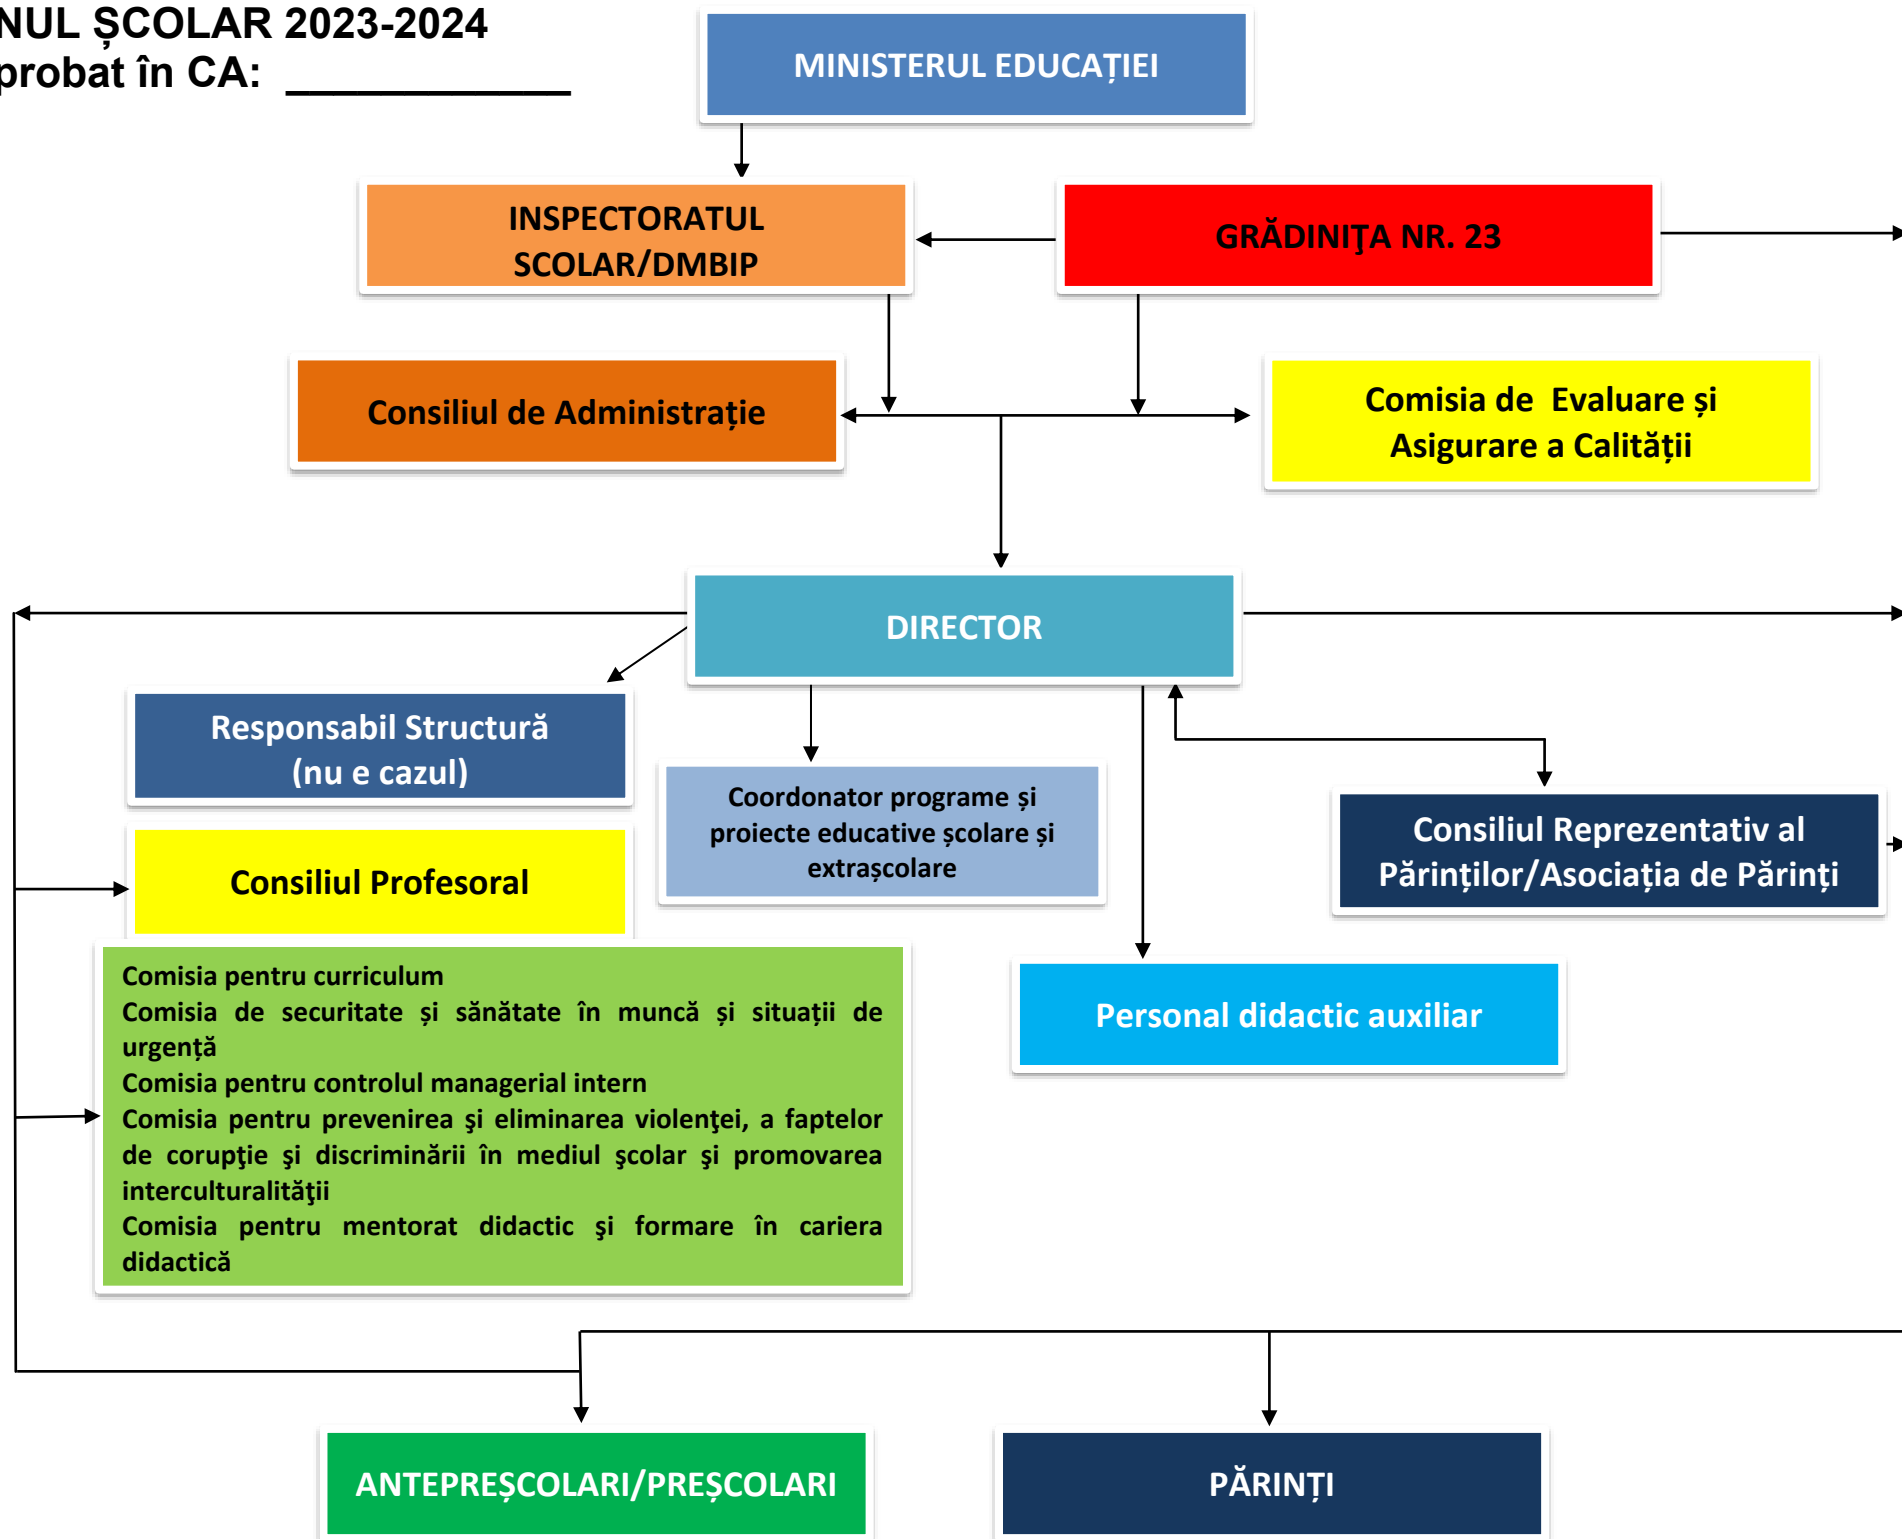 NUL ȘCOLAR 2023-2024
probat în CA: ____________
MINISTERUL EDUCAȚIEI
INSPECTORATUL
SCOLAR/DMBIP
GRĂDINIŢA NR. 23
Consiliul de Administrație
Comisia de Evaluare și
Asigurare a Calității
DIRECTOR
Responsabil Structură
(nu e cazul)
Coordonator programe și
proiecte educative școlare și
extrașcolare
Consiliul Reprezentativ al
Părinților/Asociația de Părinți
Consiliul Profesoral
Comisia pentru curriculum
Comisia de securitate și sănătate în muncă și situații de
urgență
Comisia pentru controlul managerial intern
Comisia pentru prevenirea şi eliminarea violenţei, a faptelor
de corupţie şi discriminării în mediul şcolar şi promovarea
interculturalităţii
Comisia pentru mentorat didactic şi formare în cariera
didactică
Personal didactic auxiliar
ANTEPREȘCOLARI/PREȘCOLARI
PĂRINȚI